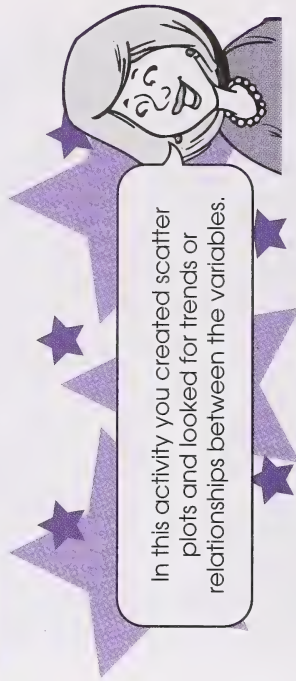 In this activity you created scatter
plots and looked for trends or
relationships between the variables.